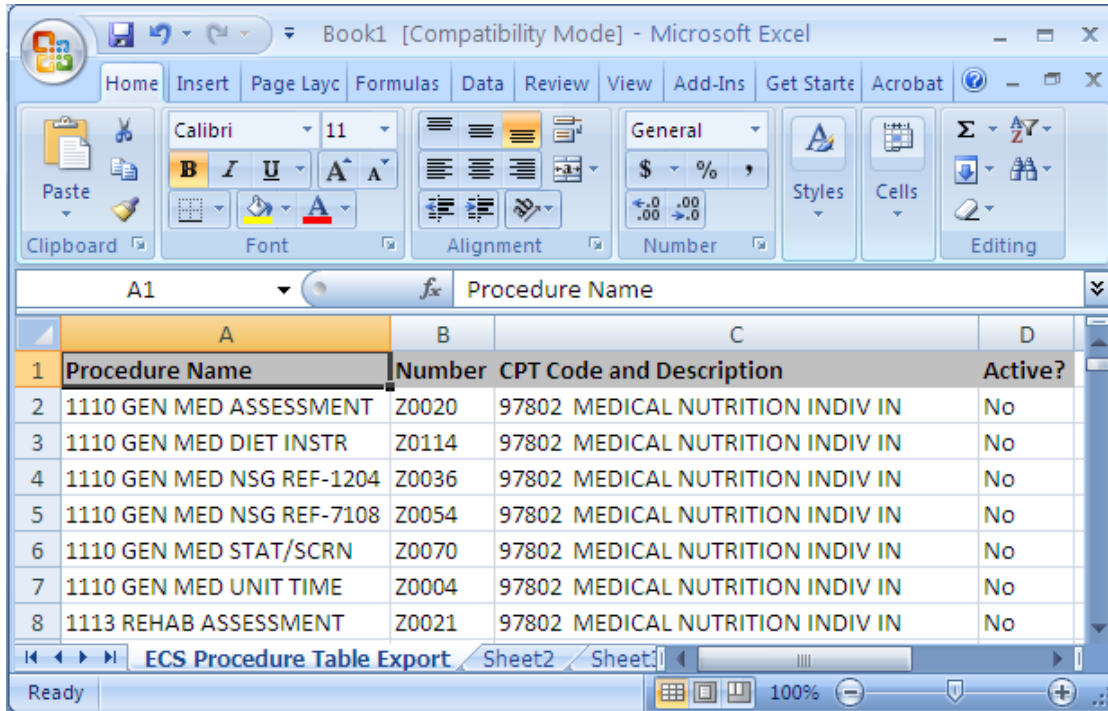 Book1 [Compatibility Mode] - Microsoft Excel
Home Insert Page Layc Formulas Data Review View Add-Ins Get Starte Acrobat
Calibri 11 General
B I U A A $ % , Σ
Paste Styles Cells
Clipboard Font Alignment Number Editing
A1 fx Procedure Name
A B C D
1 Procedure Name Number CPT Code and Description Active?
2 1110 GEN MED ASSESSMENT Z0020 97802 MEDICAL NUTRITION INDIV IN No
3 1110 GEN MED DIET INSTR Z0114 97802 MEDICAL NUTRITION INDIV IN No
4 1110 GEN MED NSG REF-1204 Z0036 97802 MEDICAL NUTRITION INDIV IN No
5 1110 GEN MED NSG REF-7108 Z0054 97802 MEDICAL NUTRITION INDIV IN No
6 1110 GEN MED STAT/SCRN Z0070 97802 MEDICAL NUTRITION INDIV IN No
7 1110 GEN MED UNIT TIME Z0004 97802 MEDICAL NUTRITION INDIV IN No
8 1113 REHAB ASSESSMENT Z0021 97802 MEDICAL NUTRITION INDIV IN No
ECS Procedure Table Export Sheet2 Sheet3
Ready 100%